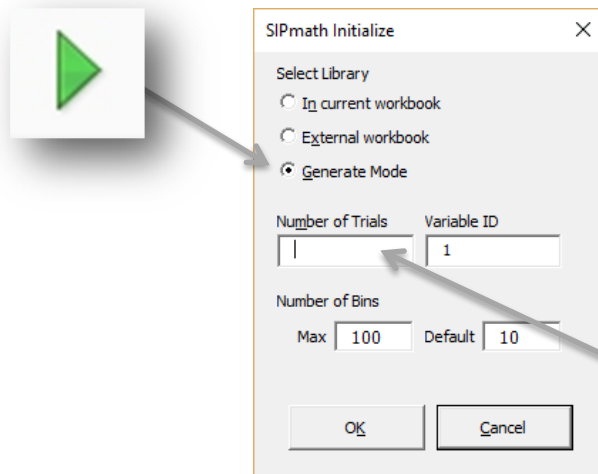 SIPmath Initialize
Select Library
In current workbook
External workbook
Generate Mode
Number of Trials Variable ID
1
Number of Bins
Max 100 Default 10
OK Cancel